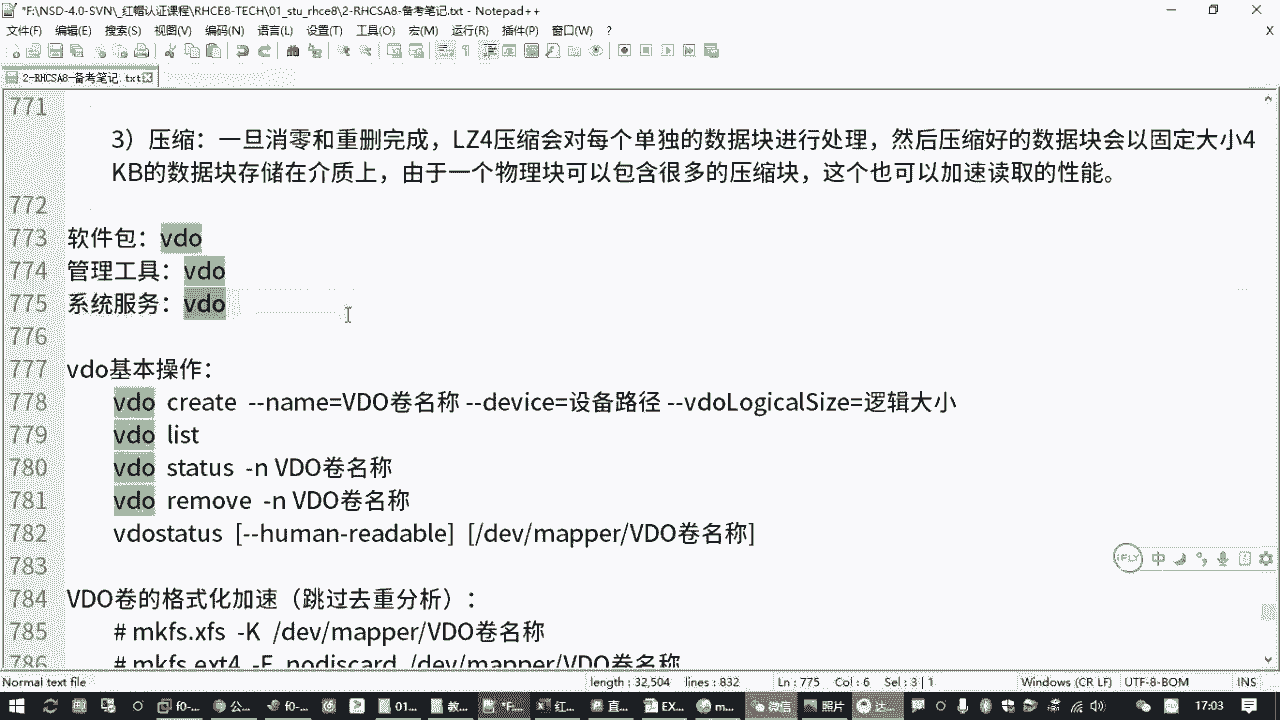 *F:\NSD-4.0-SVN\_红帽认证课程\RHCE8-TECH\01_stu_rhce8\2-RHCSA8-备考笔记.txt - Notepad++
文件(F) 编辑(E) 搜索(S) 视图(V) 编码(N) 语言(L) 设置(T) 工具(O) 宏(M) 运行(R) 插件(P) 窗口(W) ? X
2-RHCSA8-备考笔记.txt
771
3）压缩：一旦消零和重删完成，LZ4压缩会对每个单独的数据块进行处理，然后压缩好的数据块会以固定大小4
KB的数据块存储在介质上，由于一个物理块可以包含很多的压缩块，这个也可以加速读取的性能。
772
773 软件包：vdo
774 管理工具：vdo
775 系统服务：vdo
776
777 vdo基本操作：
778 vdo create --name=VDO卷名称 --device=设备路径 --vdoLogicalSize=逻辑大小
779 vdo list
780 vdo status -n VDO卷名称
781 vdo remove -n VDO卷名称
782 vdostatus [--human-readable] [/dev/mapper/VDO卷名称]
783
784 VDO卷的格式化加速（跳过去重分析）：
785 # mkfs.xfs -K /dev/mapper/VDO卷名称
786 # mkfs.ext4 -E nodiscard /dev/mapper/VDO卷名称
iFLY 中
Normal text file length : 32,504 lines : 832 Ln : 775 Col : 6 Sel : 3 | 1 Windows (CR LF) UTF-8-BOM INS
f0-... 公... f0-... 01... 教... *F... 红... 直... EX... m... 微信 照片 达... 17:03